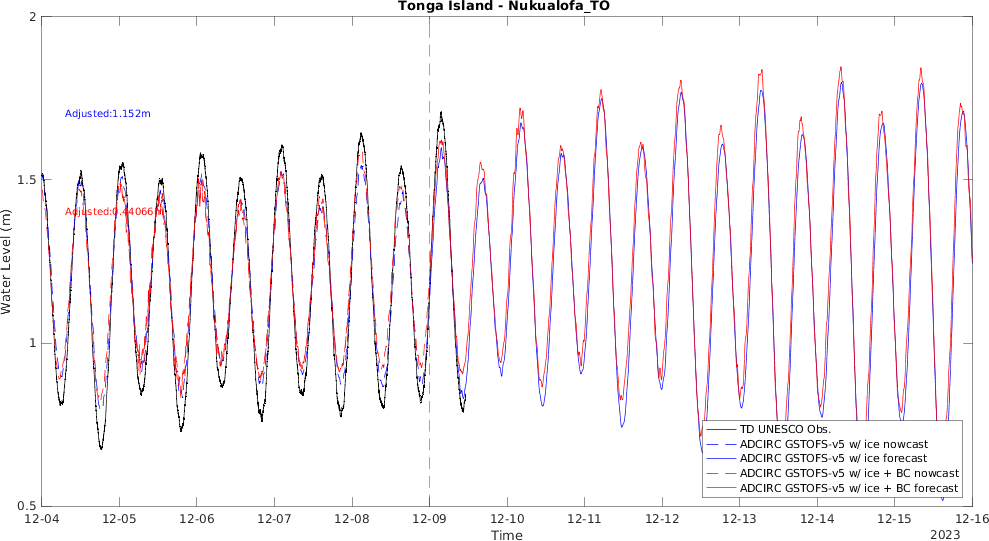 Tonga Island - Nukualofa_TO
2
Adjusted:1.152m
1.5
Adjusted:0.44066m
Water Level (m)
1
TD UNESCO Obs.
ADCIRC GSTOFS-v5 w/ ice nowcast
ADCIRC GSTOFS-v5 w/ ice forecast
ADCIRC GSTOFS-v5 w/ ice + BC nowcast
ADCIRC GSTOFS-v5 w/ ice + BC forecast
0.5
12-04 12-05 12-06 12-07 12-08 12-09 12-10 12-11 12-12 12-13 12-14 12-15 12-16
Time
2023